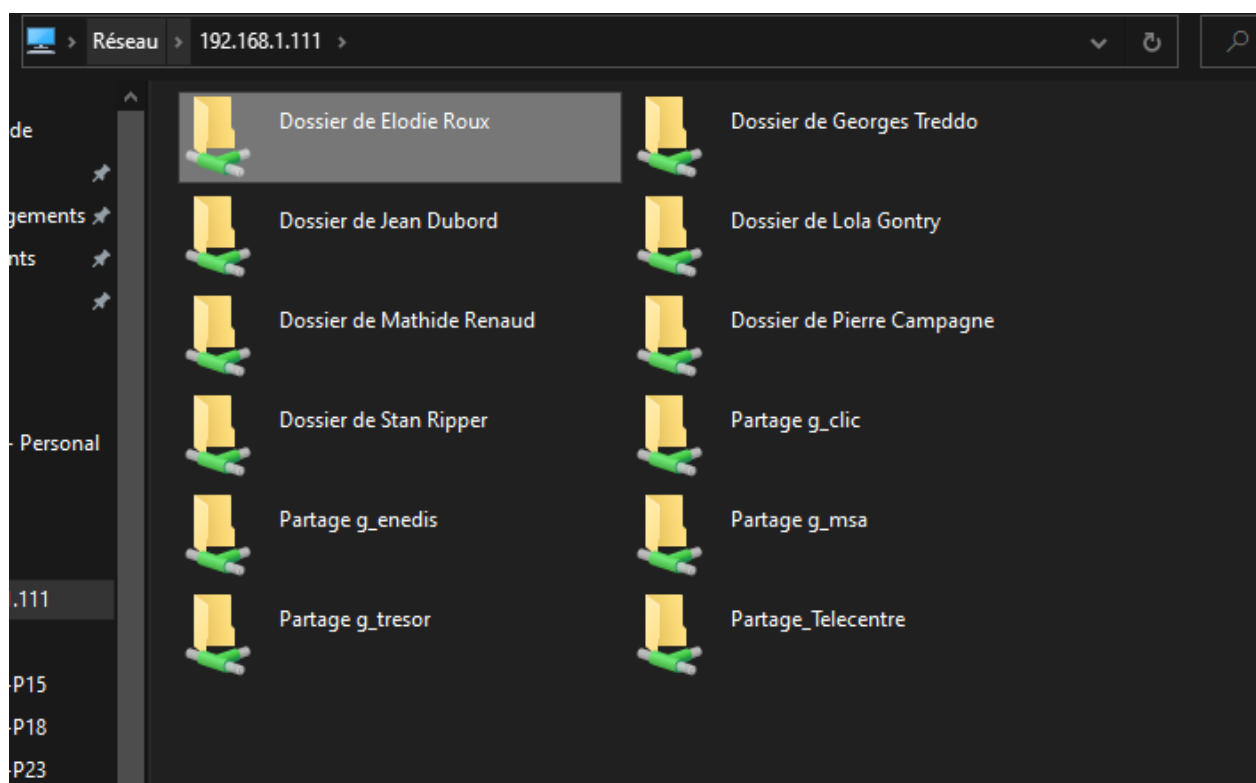 Réseau > 192.168.1.111 >
de
gements
nts
- Personal
.111
-P15
-P18
-P23
Dossier de Elodie Roux
Dossier de Georges Treddo
Dossier de Jean Dubord
Dossier de Lola Gontry
Dossier de Mathide Renaud
Dossier de Pierre Campagne
Dossier de Stan Ripper
Partage g_clic
Partage g_enedis
Partage g_msa
Partage g_tresor
Partage_Telecentre